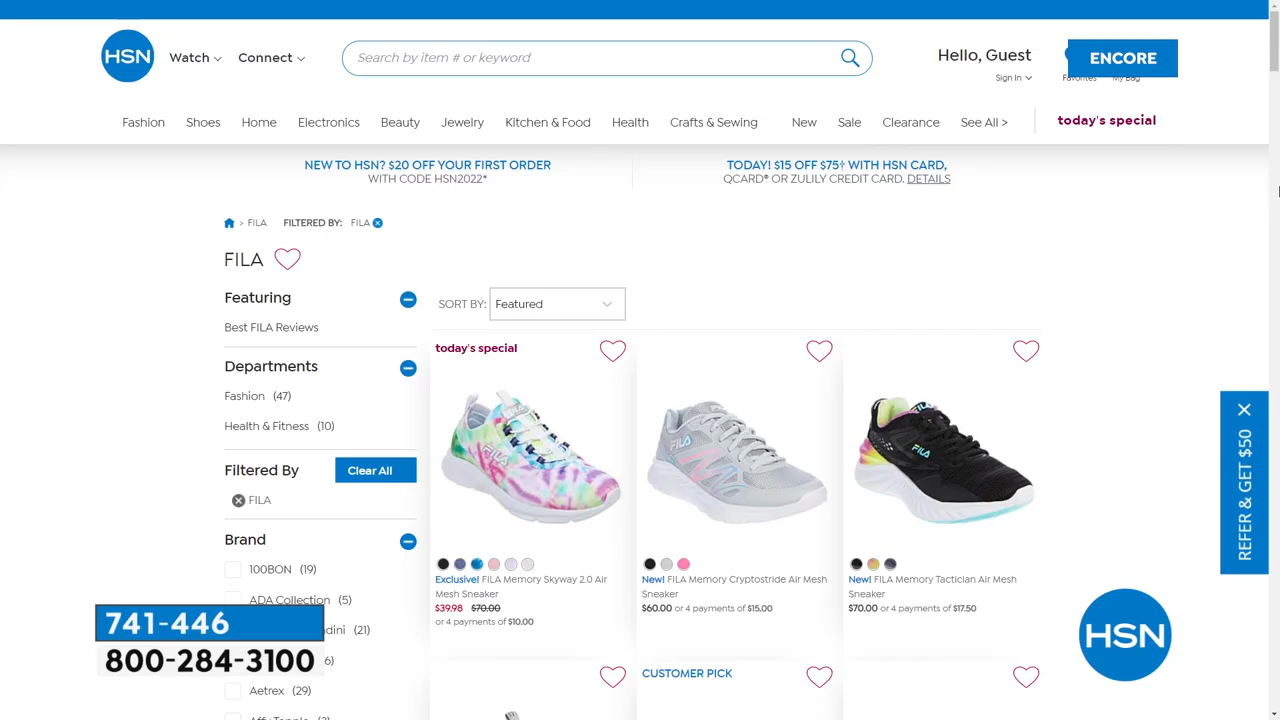 HSN
Watch
Connect
Search by item # or keyword
Hello, Guest
Sign In
ENCORE
Favorites
My Bag
Fashion
Shoes
Home
Electronics
Beauty
Jewelry
Kitchen & Food
Health
Crafts & Sewing
New
Sale
Clearance
See All >
today's special
NEW TO HSN? $20 OFF YOUR FIRST ORDER
WITH CODE HSN2022*
TODAY! $15 OFF $75† WITH HSN CARD,
QCARD® OR ZULILY CREDIT CARD. DETAILS
> FILA FILTERED BY: FILA
FILA
Featuring
Best FILA Reviews
Departments
Fashion (47)
Health & Fitness (10)
Filtered By
Clear All
FILA
Brand
100BON (19)
ADA Collection (5)
(21)
Aetrex (29)
741-446
800-284-3100
SORT BY: Featured
today's special
FILA
Exclusive! FILA Memory Skyway 2.0 Air
Mesh Sneaker
$39.98 $70.00
or 4 payments of $10.00
FILA
New! FILA Memory Cryptostride Air Mesh
Sneaker
$60.00 or 4 payments of $15.00
FILA
New! FILA Memory Tactician Air Mesh
Sneaker
$70.00 or 4 payments of $17.50
CUSTOMER PICK
REFER & GET $50
HSN